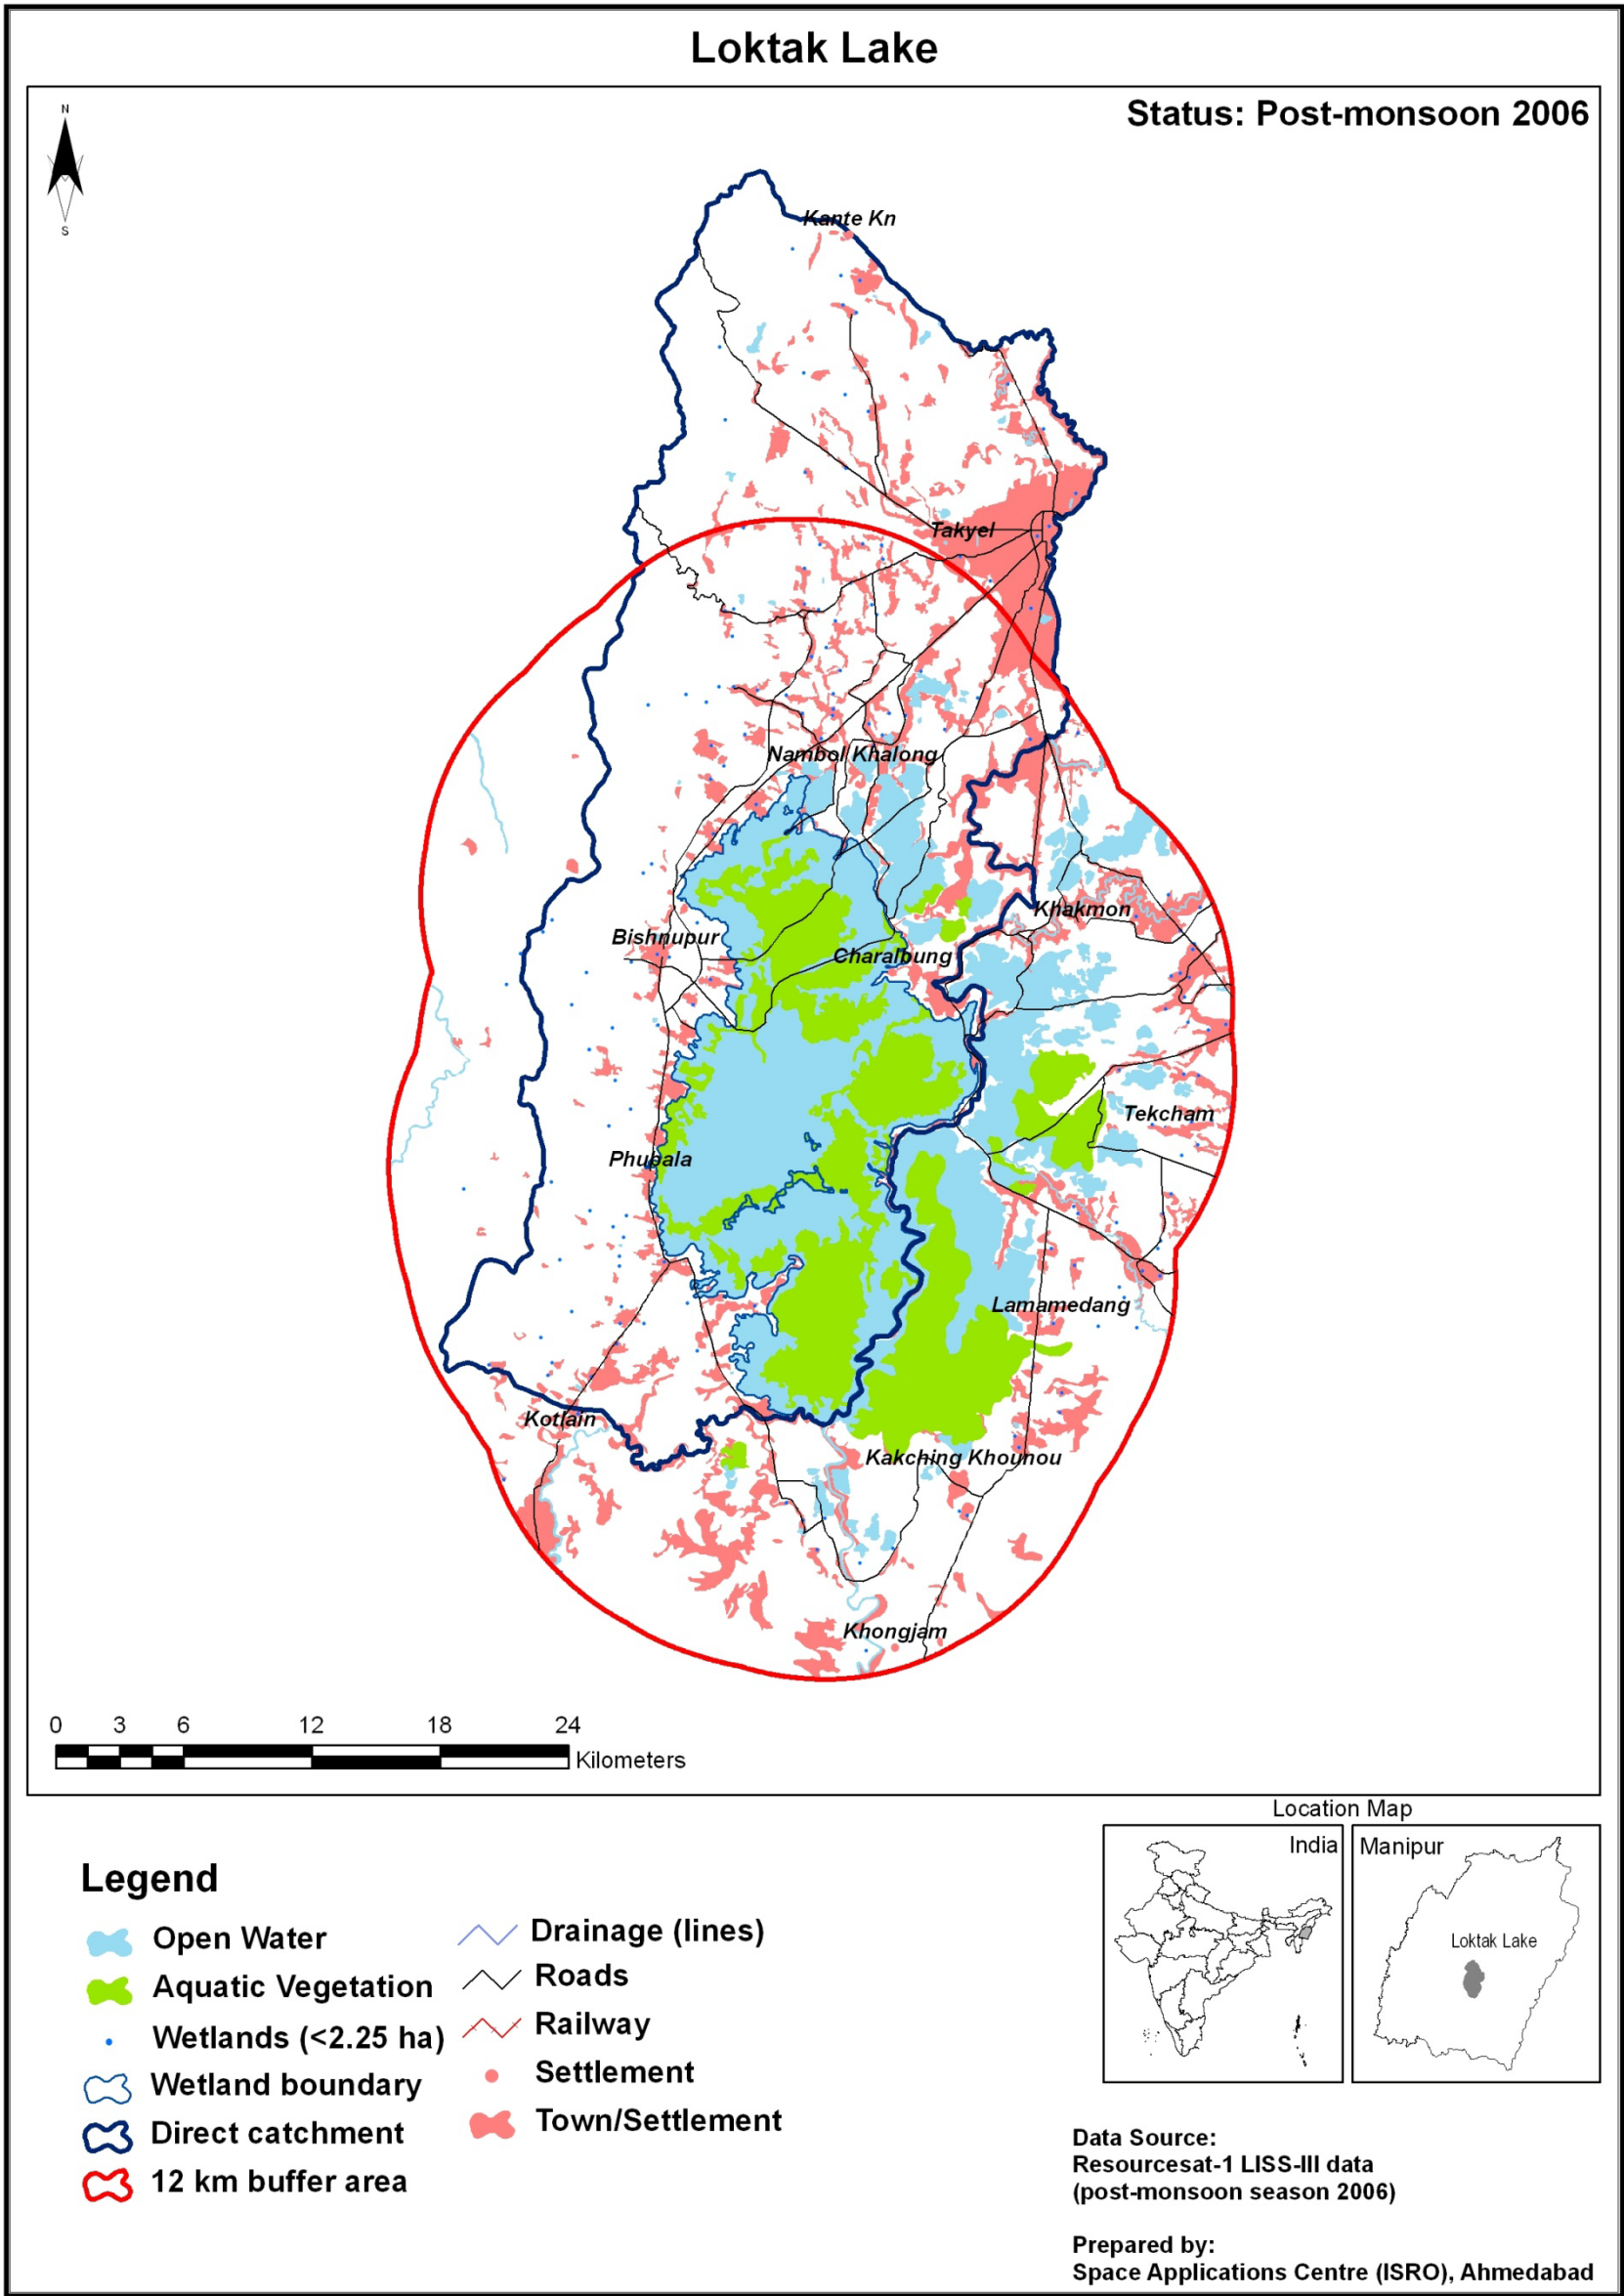 Loktak Lake
Status: Post-monsoon 2006
N
S
Kante Kn
Takyel
Nambol Khalong
Khakmon
Bishnupur
Charalbung
Tekcham
Phubala
Lamamedang
Kotlain
Kakching Khounou
Khongjam
0 3 6 12 18 24
Kilometers
Location Map
India
Manipur
Loktak Lake
Legend
Open Water
Aquatic Vegetation
Wetlands (<2.25 ha)
Wetland boundary
Direct catchment
12 km buffer area
Drainage (lines)
Roads
Railway
Settlement
Town/Settlement
Data Source:
Resourcesat-1 LISS-III data
(post-monsoon season 2006)
Prepared by:
Space Applications Centre (ISRO), Ahmedabad